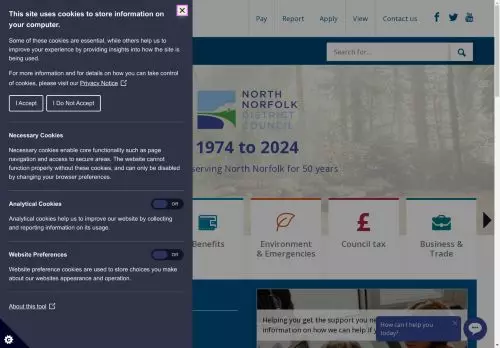 This site uses cookies to store information on
your computer.
Some of these cookies are essential, while others help us to
improve your experience by providing insights into how the site is
being used.
For more information and for details on how you can take control
of cookies, please visit our Privacy Notice
I Accept
I Do Not Accept
Necessary Cookies
Necessary cookies enable core functionality such as page
navigation and access to secure areas. The website cannot
function properly without these cookies, and can only be disabled
by changing your browser preferences.
Analytical Cookies
Off
Analytical cookies help us to improve our website by collecting
and reporting information on its usage.
Website Preferences
Off
Website preference cookies are used to store choices you make
about our websites appearance and operation.
About this tool
Pay
Report
Apply
View
Contact us
Search for...
NORTH
NORFOLK
DISTRICT
COUNCIL
1974 to 2024
serving North Norfolk for 50 years
Benefits
Environment
& Emergencies
Council tax
Business &
Trade
Helping you get the support you ne
information on how we can help if y
How can I help you
today?